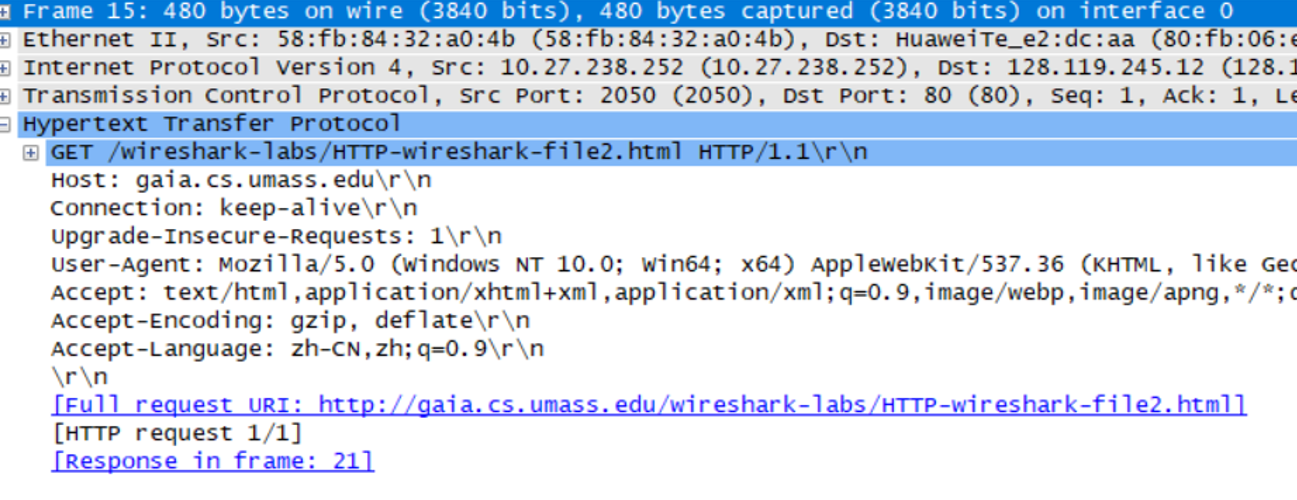 Frame 15: 480 bytes on wire (3840 bits), 480 bytes captured (3840 bits) on interface 0
Ethernet II, Src: 58:fb:84:32:a0:4b (58:fb:84:32:a0:4b), Dst: HuaweiTe_e2:dc:aa (80:fb:06:e
Internet Protocol Version 4, Src: 10.27.238.252 (10.27.238.252), Dst: 128.119.245.12 (128.1
Transmission Control Protocol, Src Port: 2050 (2050), Dst Port: 80 (80), Seq: 1, Ack: 1, Le
Hypertext Transfer Protocol
GET /wireshark-labs/HTTP-wireshark-file2.html HTTP/1.1\r\n
Host: gaia.cs.umass.edu\r\n
Connection: keep-alive\r\n
Upgrade-Insecure-Requests: 1\r\n
User-Agent: Mozilla/5.0 (Windows NT 10.0; Win64; x64) AppleWebKit/537.36 (KHTML, like Gec
Accept: text/html,application/xhtml+xml,application/xml;q=0.9,image/webp,image/apng,*/*;q
Accept-Encoding: gzip, deflate\r\n
Accept-Language: zh-CN,zh;q=0.9\r\n
\r\n
[Full request URI: http://gaia.cs.umass.edu/wireshark-labs/HTTP-wireshark-file2.html]
[HTTP request 1/1]
[Response in frame: 21]